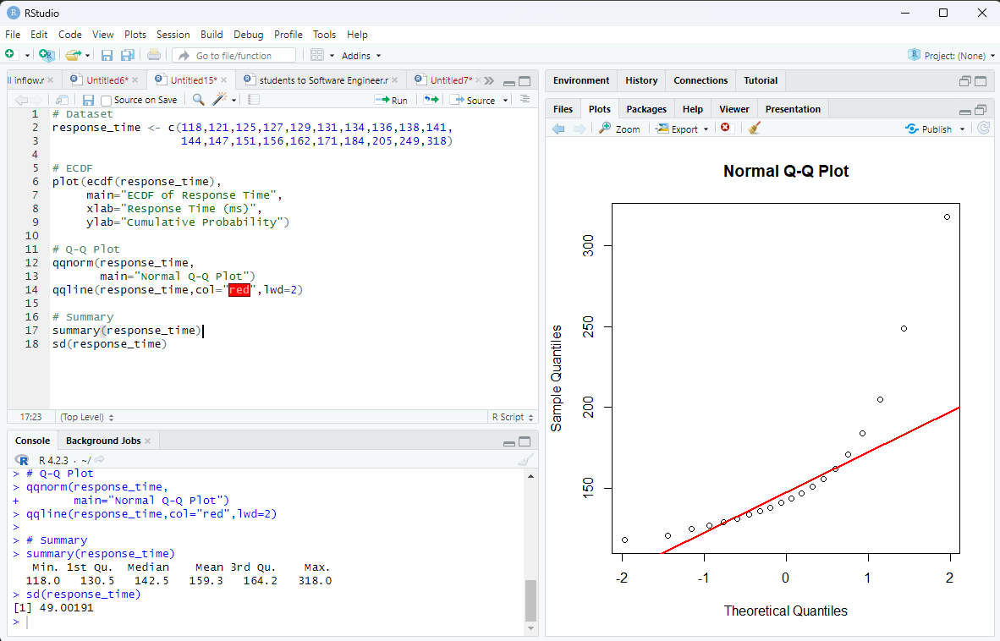 RStudio
File Edit Code View Plots Session Build Debug Profile Tools Help
Go to file/function Addins Project: (None)
ll inflow.r Untitled6* Untitled15* students to Software Engineer.r Untitled7*
Source on Save Run Source
1 # Dataset
2 response_time <- c(118,121,125,127,129,131,134,136,138,141,
3 144,147,151,156,162,171,184,205,249,318)
4
5 # ECDF
6 plot(ecdf(response_time),
7 main="ECDF of Response Time",
8 xlab="Response Time (ms)",
9 ylab="Cumulative Probability")
10
11 # Q-Q Plot
12 qqnorm(response_time,
13 main="Normal Q-Q Plot")
14 qqline(response_time,col="red",lwd=2)
15
16 # Summary
17 summary(response_time)
18 sd(response_time)
17:23 (Top Level) R Script
Console Background Jobs
R 4.2.3 · ~/
> # Q-Q Plot
> qqnorm(response_time,
+ main="Normal Q-Q Plot")
> qqline(response_time,col="red",lwd=2)
>
> # Summary
> summary(response_time)
Min. 1st Qu. Median Mean 3rd Qu. Max.
118.0 130.5 142.5 159.3 164.2 318.0
> sd(response_time)
[1] 49.00191
>
Environment History Connections Tutorial
Files Plots Packages Help Viewer Presentation
Zoom Export Publish
Normal Q-Q Plot
300
250
200
150
Sample Quantiles
-2 -1 0 1 2
Theoretical Quantiles